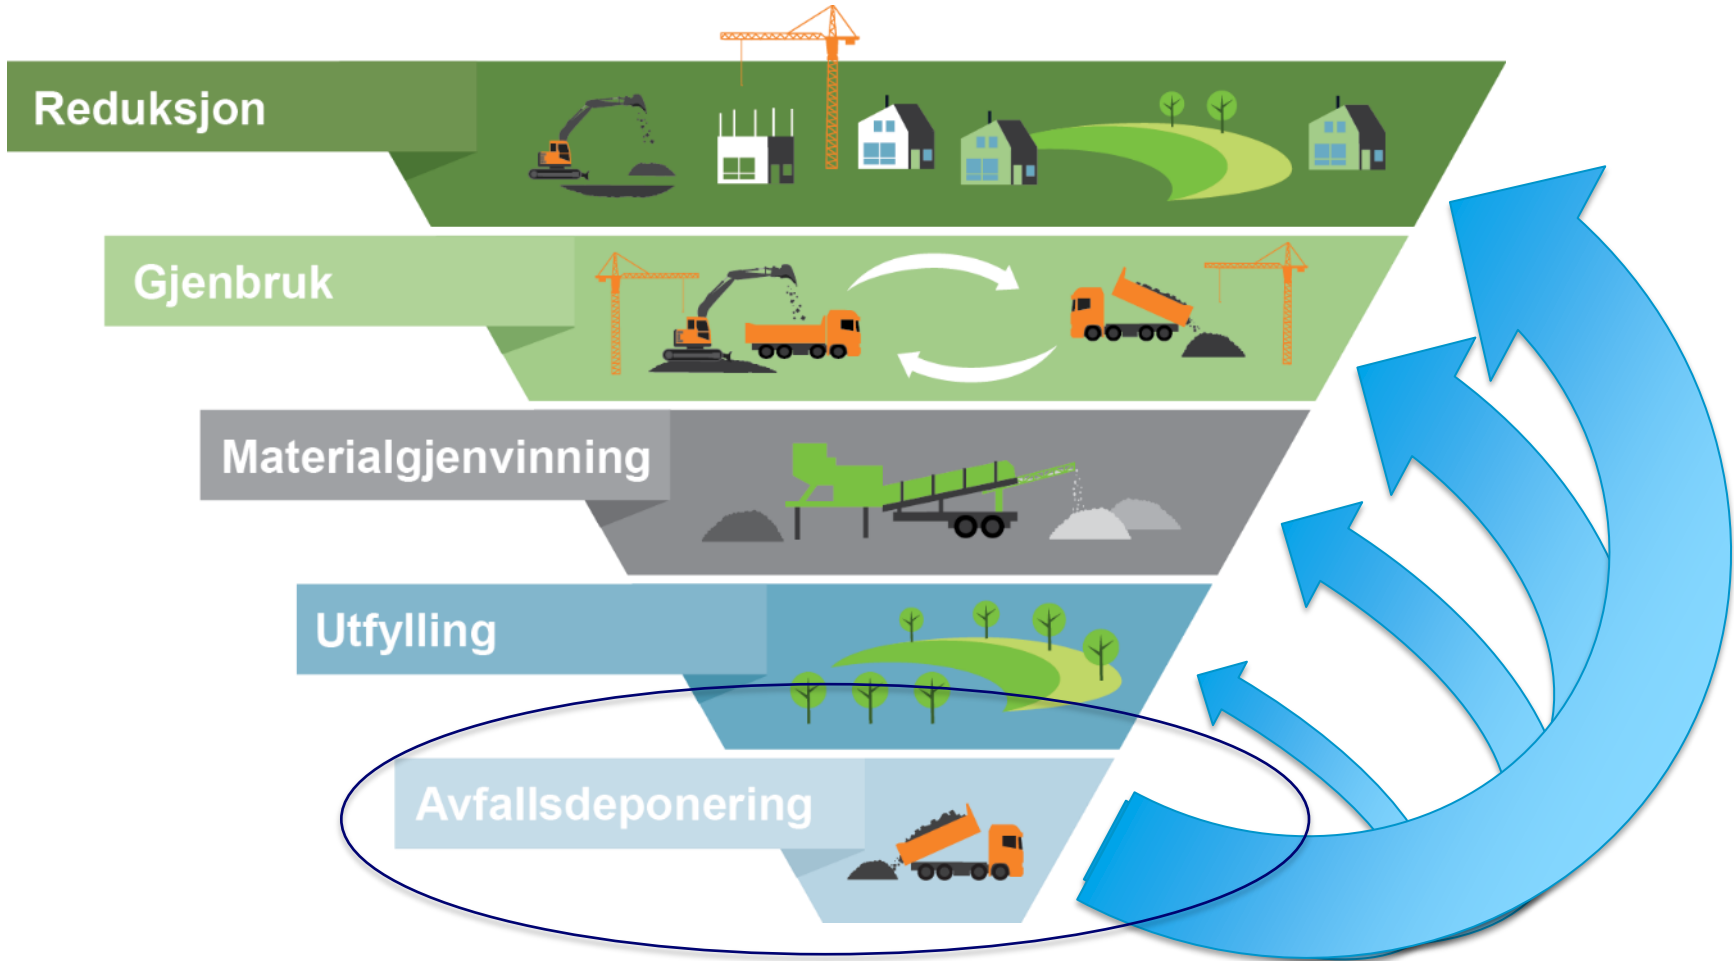 Reduksjon
Gjenbruk
Materialgjenvinning
Utfylling
Avfallsdeponering